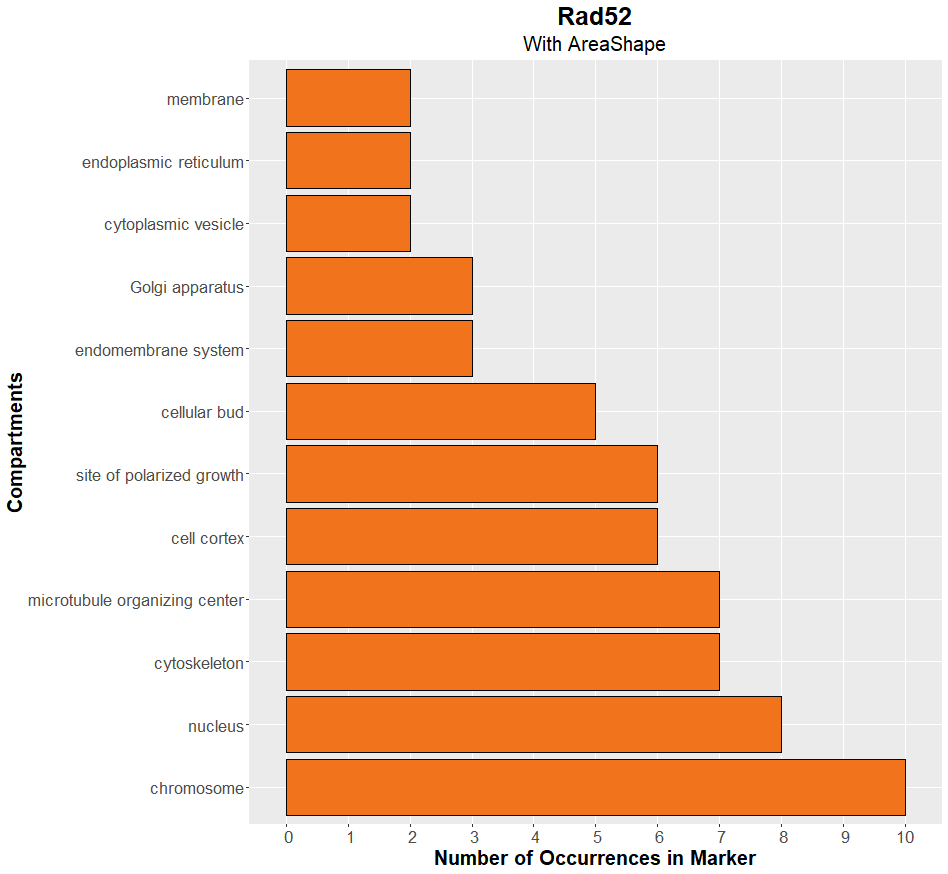 Rad52
With AreaShape
membrane
endoplasmic reticulum
cytoplasmic vesicle
Golgi apparatus
endomembrane system
cellular bud
site of polarized growth
cell cortex
microtubule organizing center
cytoskeleton
nucleus
chromosome
Compartments
0 1 2 3 4 5 6 7 8 9 10
Number of Occurrences in Marker